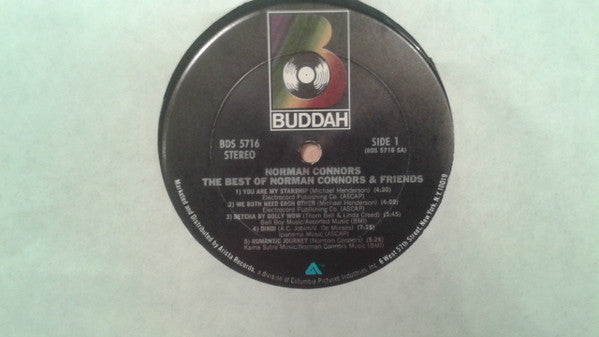 BUDDAH
BDS 5716
STEREO
SIDE 1
(BDS 5716 SA)
NORMAN CONNORS
THE BEST OF NORMAN CONNORS & FRIENDS
1) YOU ARE MY STARSHIP (Michael Henderson) (4:30)
Electrocord Publishing Co. (ASCAP)
2) WE BOTH NEED EACH OTHER (Michael Henderson) (4:09)
Electrocord Publishing Co. (ASCAP)
3) BETCHA BY GOLLY WOW (Thom Bell & Linda Creed) (5:45)
Bell Boy Music/Assorted Music (BMI)
4) DINDI (A.C. Jobim/V. De Moraes) (7:35)
Ipanema Music (ASCAP)
5) ROMANTIC JOURNEY (Norman Connors) (5:26)
Kama Sutra Music/Norman Connors Music (BMI)
Marketed and Distributed by Arista Records, a division of Columbia Pictures Industries, Inc. 6 West 57th Street, New York, N.Y. 10019